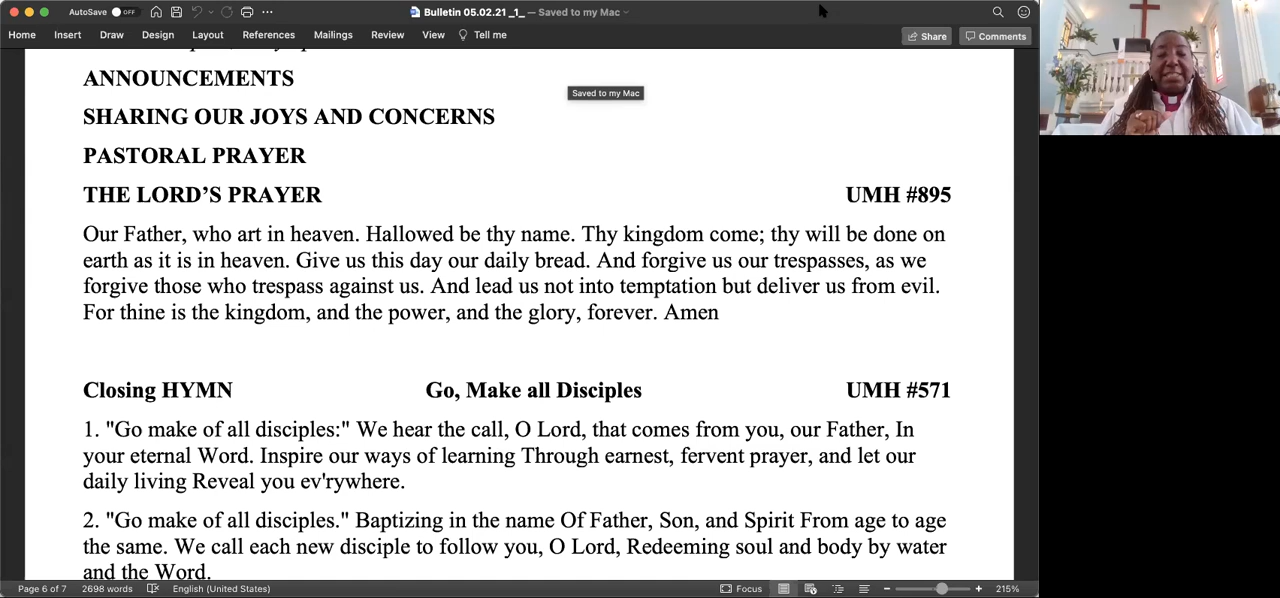 AutoSave OFF Bulletin 05.02.21 _1_ — Saved to my Mac
Home Insert Draw Design Layout References Mailings Review View Tell me Share Comments
ANNOUNCEMENTS
Saved to my Mac
SHARING OUR JOYS AND CONCERNS
PASTORAL PRAYER
THE LORD’S PRAYER UMH #895
Our Father, who art in heaven. Hallowed be thy name. Thy kingdom come; thy will be done on
earth as it is in heaven. Give us this day our daily bread. And forgive us our trespasses, as we
forgive those who trespass against us. And lead us not into temptation but deliver us from evil.
For thine is the kingdom, and the power, and the glory, forever. Amen
Closing HYMN Go, Make all Disciples UMH #571
1. "Go make of all disciples:" We hear the call, O Lord, that comes from you, our Father, In
your eternal Word. Inspire our ways of learning Through earnest, fervent prayer, and let our
daily living Reveal you ev'rywhere.
2. "Go make of all disciples." Baptizing in the name Of Father, Son, and Spirit From age to age
the same. We call each new disciple to follow you, O Lord, Redeeming soul and body by water
and the Word.
Page 6 of 7 2698 words English (United States) Focus 215%